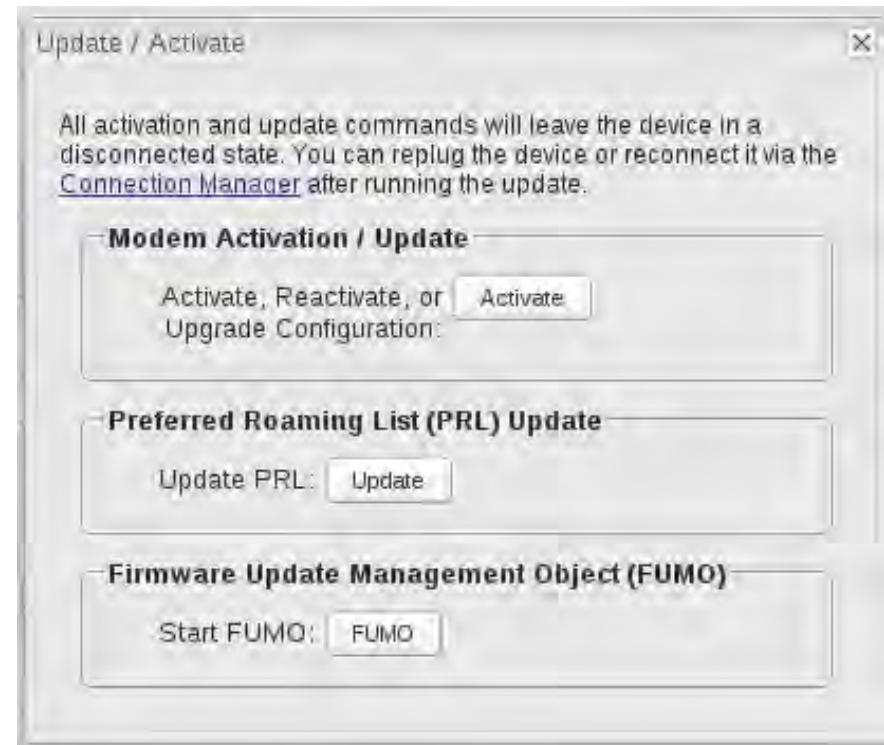 Update / Activate
All activation and update commands will leave the device in a
disconnected state. You can replug the device or reconnect it via the
Connection Manager after running the update.
Modem Activation / Update
Activate, Reactivate, or Activate
Upgrade Configuration:
Preferred Roaming List (PRL) Update
Update PRL: Update
Firmware Update Management Object (FUMO)
Start FUMO: FUMO